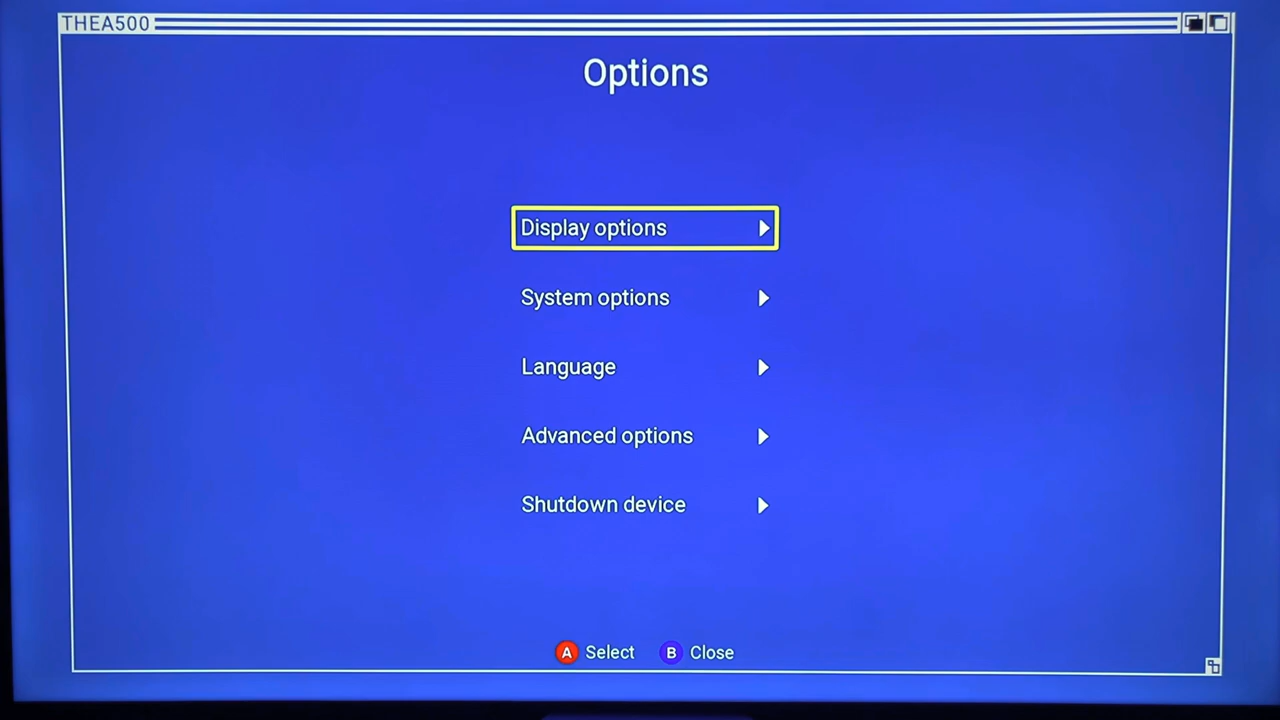 THEA500
Options
Display options
System options
Language
Advanced options
Shutdown device
A Select B Close